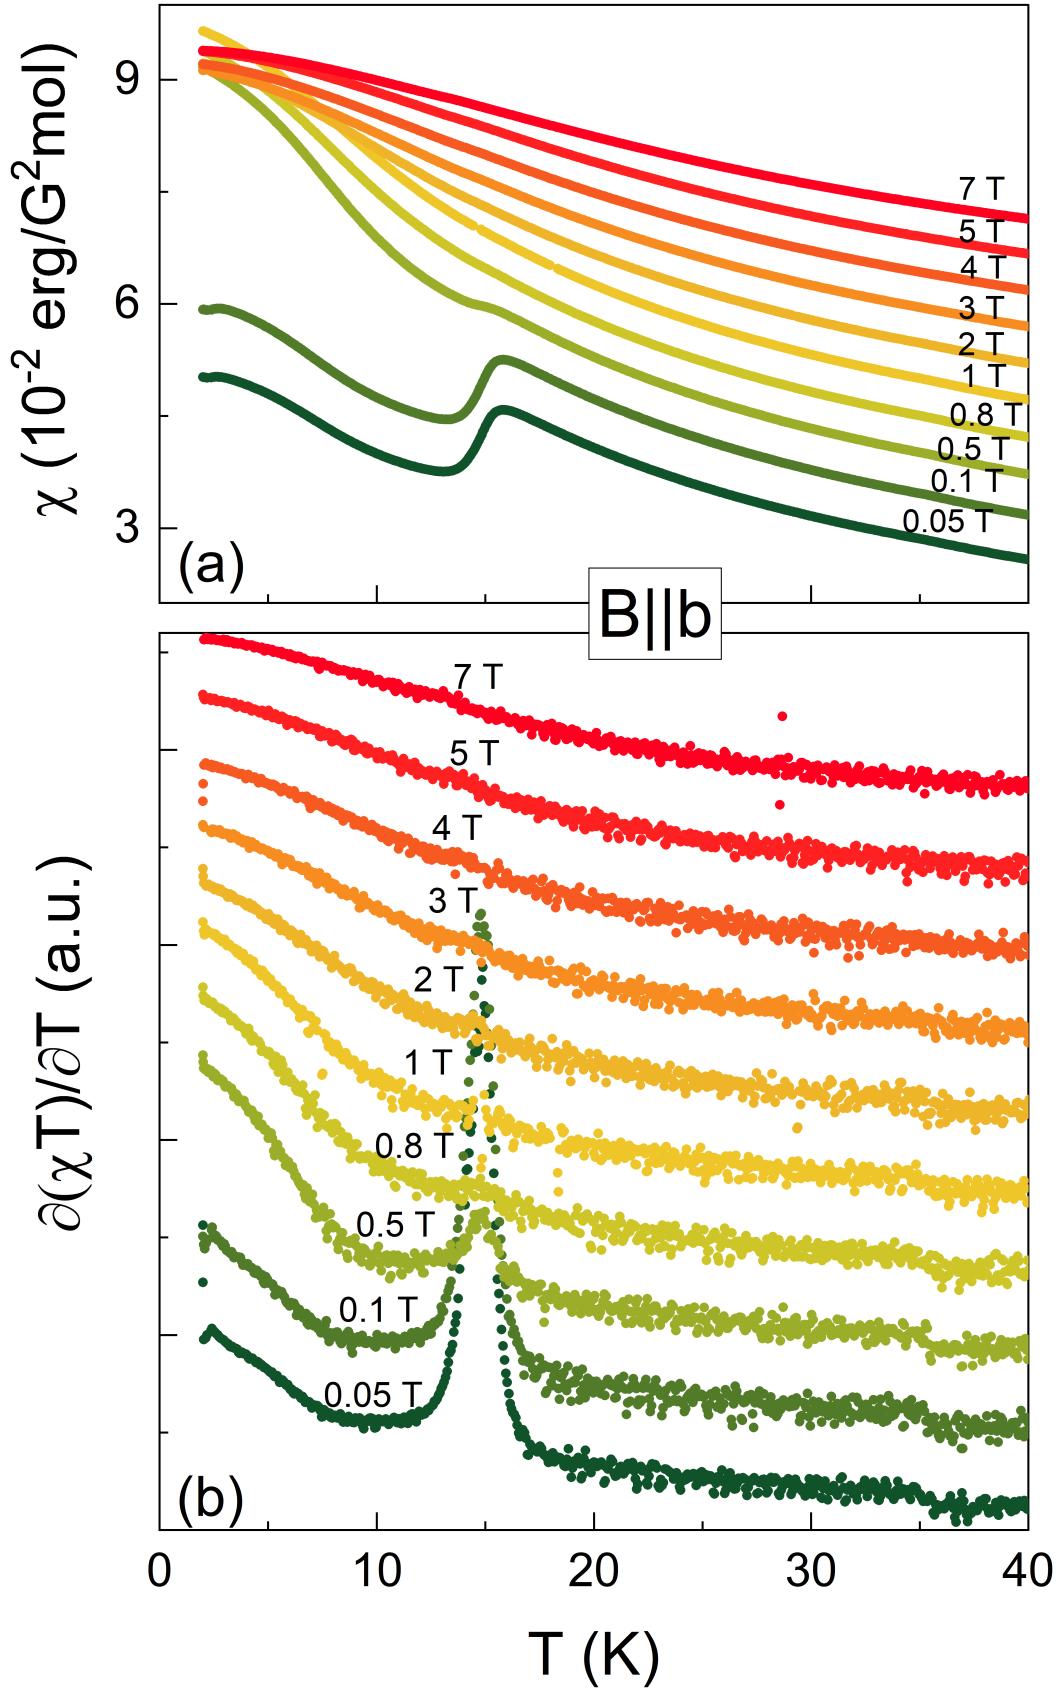 χ (10-2 erg/G2mol)
9
6
3
7 T
5 T
4 T
3 T
2 T
1 T
0.8 T
0.5 T
0.1 T
0.05 T
(a)
B||b
∂(χT)/∂T (a.u.)
7 T
5 T
4 T
3 T
2 T
1 T
0.8 T
0.5 T
0.1 T
0.05 T
(b)
0 10 20 30 40
T (K)